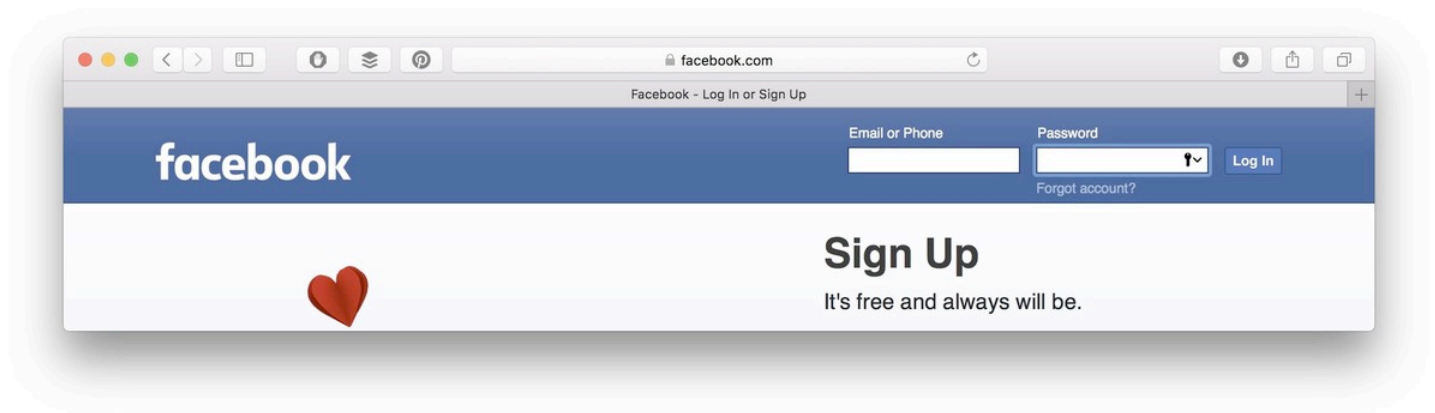 facebook.com
Facebook - Log In or Sign Up
facebook
Email or Phone
Password
Log In
Forgot account?
Sign Up
It's free and always will be.